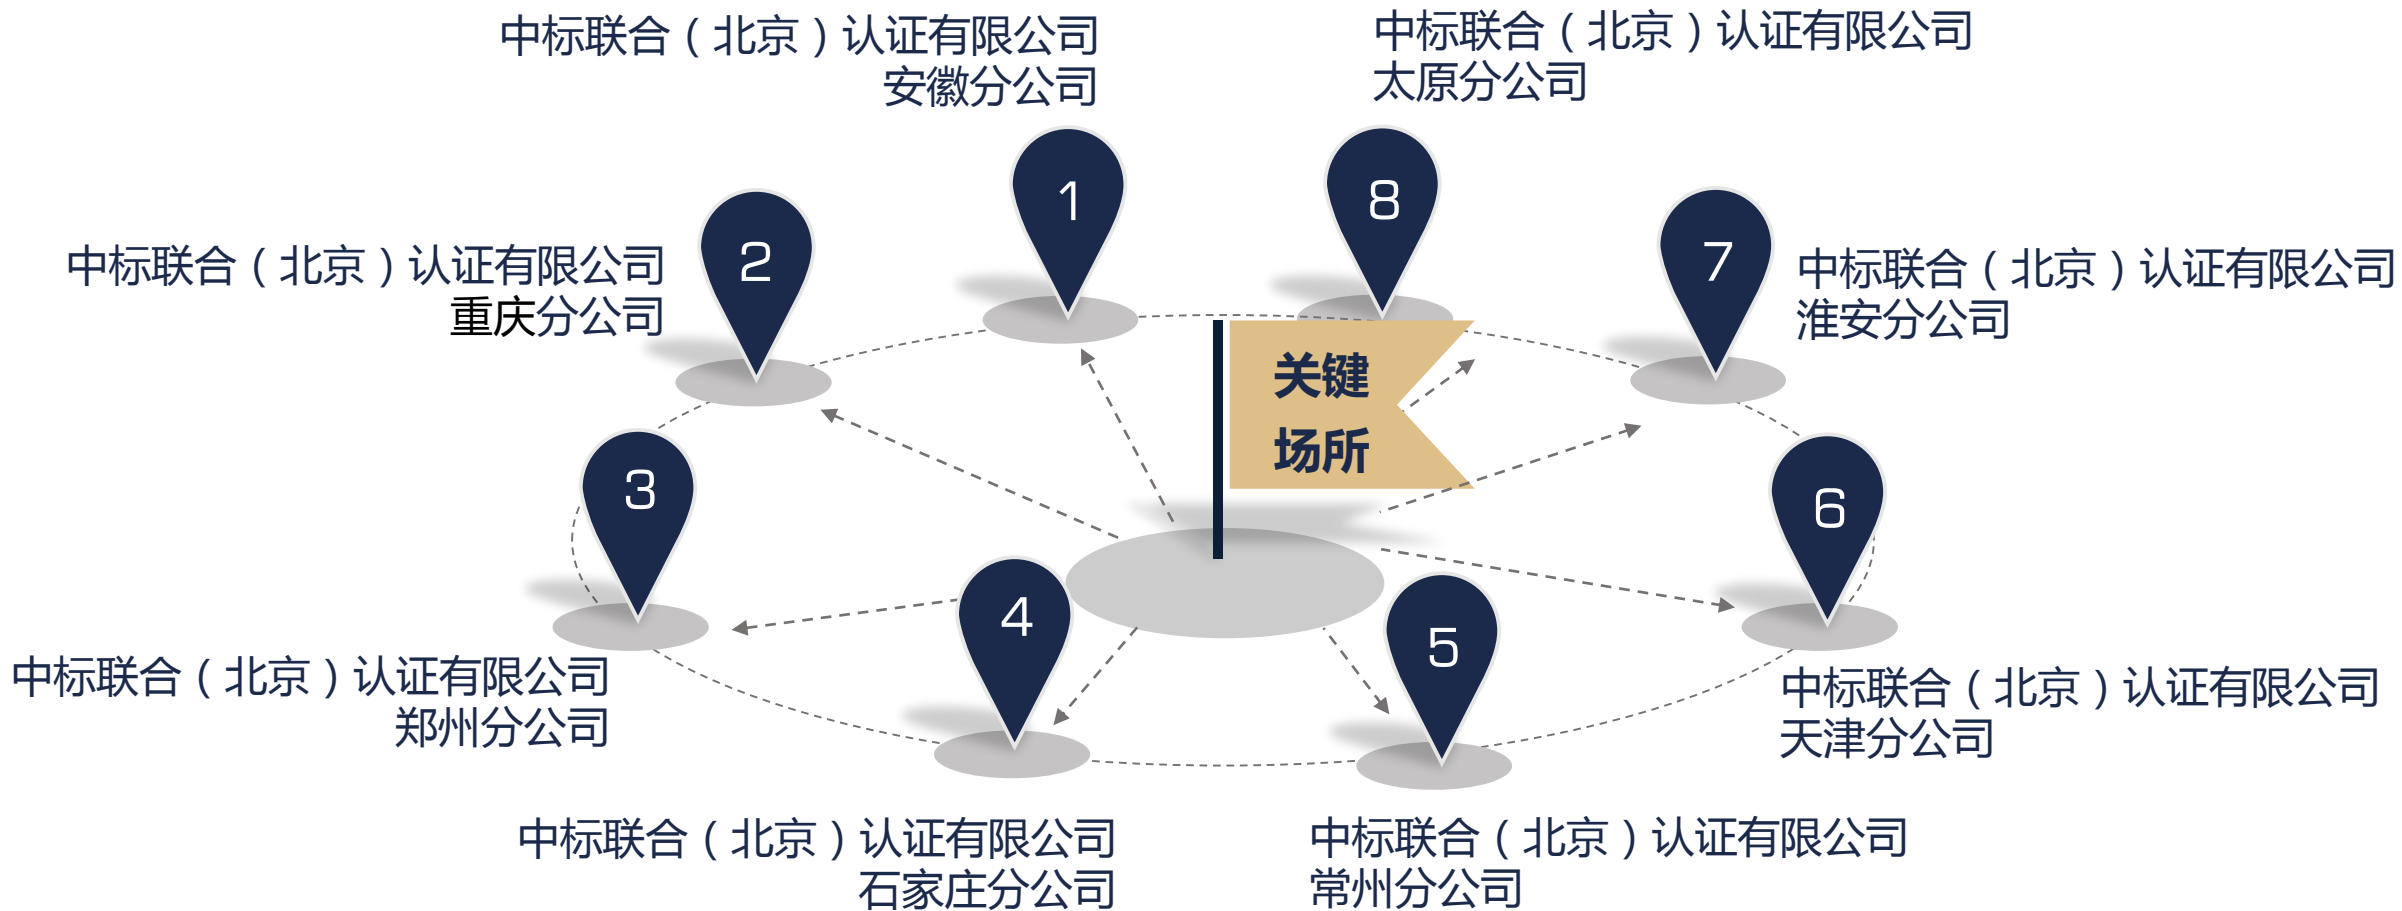 中标联合（北京）认证有限公司
安徽分公司
中标联合（北京）认证有限公司
太原分公司
1
8
2
7
中标联合（北京）认证有限公司
重庆分公司
中标联合（北京）认证有限公司
淮安分公司
关键
场所
3
6
4
5
中标联合（北京）认证有限公司
郑州分公司
中标联合（北京）认证有限公司
天津分公司
中标联合（北京）认证有限公司
石家庄分公司
中标联合（北京）认证有限公司
常州分公司